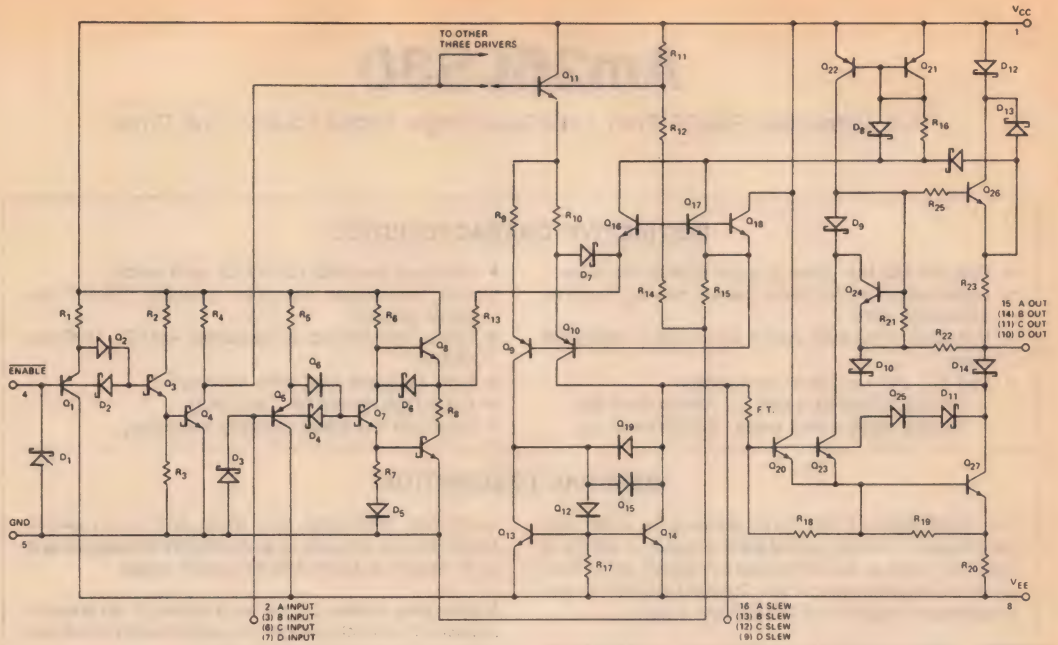 VCC
1
TO OTHER
THREE DRIVERS
R11
Q11
Q22
Q21
D12
D13
R12
D8
R16
R9
R10
Q16
Q17
Q18
R25
Q26
D7
D9
R1
R2
R4
R5
R6
R13
R14
R15
Q24
R23
15 A OUT
(14) B OUT
(11) C OUT
(10) D OUT
Q2
Q8
Q9
Q10
R21
R22
ENABLE
4
Q6
D10
D14
Q1
D2
Q3
Q5
D4
Q7
D6
R8
F.T.
Q25
D11
Q4
Q19
D1
D3
R3
R7
Q15
Q20
Q23
Q27
Q12
D5
Q13
Q14
R18
R19
GND
5
R17
R20
VEE
8
2 A INPUT
(3) B INPUT
(6) C INPUT
(7) D INPUT
16 A SLEW
(13) B SLEW
(12) C SLEW
(9) D SLEW